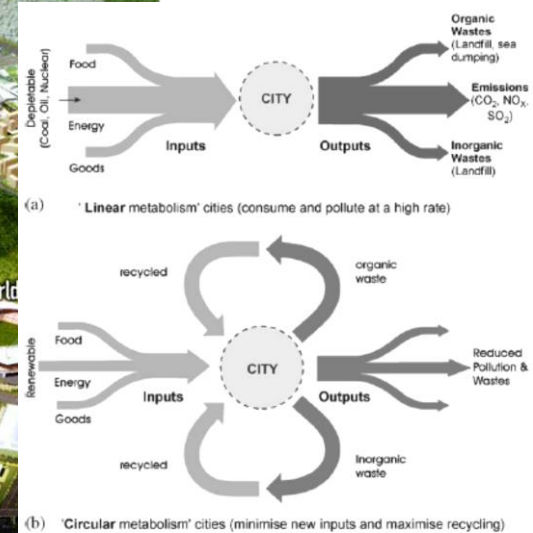 Organic
Wastes
(Landfill, sea
dumping)
Depletable
(Coal, Oil, Nuclear)
Food
Energy
Goods
Inputs
CITY
Outputs
Emissions
(CO₂, NOₓ,
SO₂)
Inorganic
Wastes
(Landfill)
(a) ' Linear metabolism' cities (consume and pollute at a high rate)
recycled
organic
waste
Renewable
Food
Energy
Goods
Inputs
CITY
Outputs
Reduced
Pollution &
Wastes
recycled
Inorganic
waste
(b) 'Circular metabolism' cities (minimise new inputs and maximise recycling)